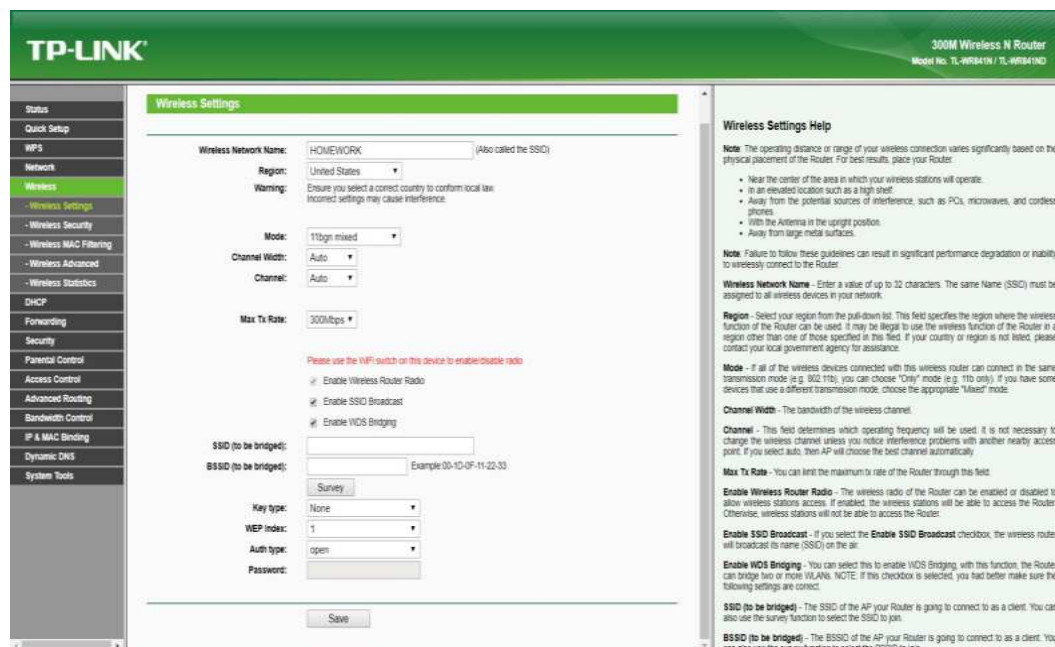 TP-LINK
300M Wireless N Router
Model No. TL-WR841N / TL-WR841ND
Status
Quick Setup
WPS
Network
Wireless
- Wireless Settings
- Wireless Security
- Wireless MAC Filtering
- Wireless Advanced
- Wireless Statistics
DHCP
Forwarding
Security
Parental Control
Access Control
Advanced Routing
Bandwidth Control
IP & MAC Binding
Dynamic DNS
System Tools
Wireless Settings
Wireless Network Name: HOMEWORK (Also called the SSID)
Region: United States
Warning: Ensure you select a correct country to conform local law.
Incorrect settings may cause interference.
Mode: 11bgn mixed
Channel Width: Auto
Channel: Auto
Max Tx Rate: 300Mbps
Please use the WiFi switch on this device to enable/disable radio
Enable Wireless Router Radio
Enable SSID Broadcast
Enable WDS Bridging
SSID (to be bridged):
BSSID (to be bridged): Example:00-1D-0F-11-22-33
Survey
Key type: None
WEP Index: 1
Auth type: open
Password:
Save
Wireless Settings Help
Note: The operating distance or range of your wireless connection varies significantly based on the
physical placement of the Router. For best results, place your Router:
• Near the center of the area in which your wireless stations will operate.
• In an elevated location such as a high shelf.
• Away from the potential sources of interference, such as PCs, microwaves, and cordless
phones.
• With the Antenna in the upright position.
• Away from large metal surfaces.
Note: Failure to follow these guidelines can result in significant performance degradation or inability
to wirelessly connect to the Router.
Wireless Network Name - Enter a value of up to 32 characters. The same Name (SSID) must be
assigned to all wireless devices in your network.
Region - Select your region from the pull-down list. This field specifies the region where the wireless
function of the Router can be used. It may be illegal to use the wireless function of the Router in a
region other than one of those specified in this filed. If your country or region is not listed, please
contact your local government agency for assistance.
Mode - If all of the wireless devices connected with this wireless router can connect in the same
transmission mode (e.g. 802.11b), you can choose "Only" mode (e.g. 11b only). If you have some
devices that use a different transmission mode, choose the appropriate "Mixed" mode.
Channel Width - The bandwidth of the wireless channel.
Channel - This field determines which operating frequency will be used. It is not necessary to
change the wireless channel unless you notice interference problems with another nearby access
point. If you select auto, then AP will choose the best channel automatically.
Max Tx Rate - You can limit the maximum tx rate of the Router through this field.
Enable Wireless Router Radio - The wireless radio of the Router can be enabled or disabled to
allow wireless stations access. If enabled, the wireless stations will be able to access the Router.
Otherwise, wireless stations will not be able to access the Router.
Enable SSID Broadcast - If you select the Enable SSID Broadcast checkbox, the wireless router
will broadcast its name (SSID) on the air.
Enable WDS Bridging - You can select this to enable WDS Bridging, with this function, the Router
can bridge two or more WLANs. NOTE: If this checkbox is selected, you had better make sure the
following settings are correct.
SSID (to be bridged) - The SSID of the AP your Router is going to connect to as a client. You can
also use the survey function to select the SSID to join.
BSSID (to be bridged) - The BSSID of the AP your Router is going to connect to as a client. You